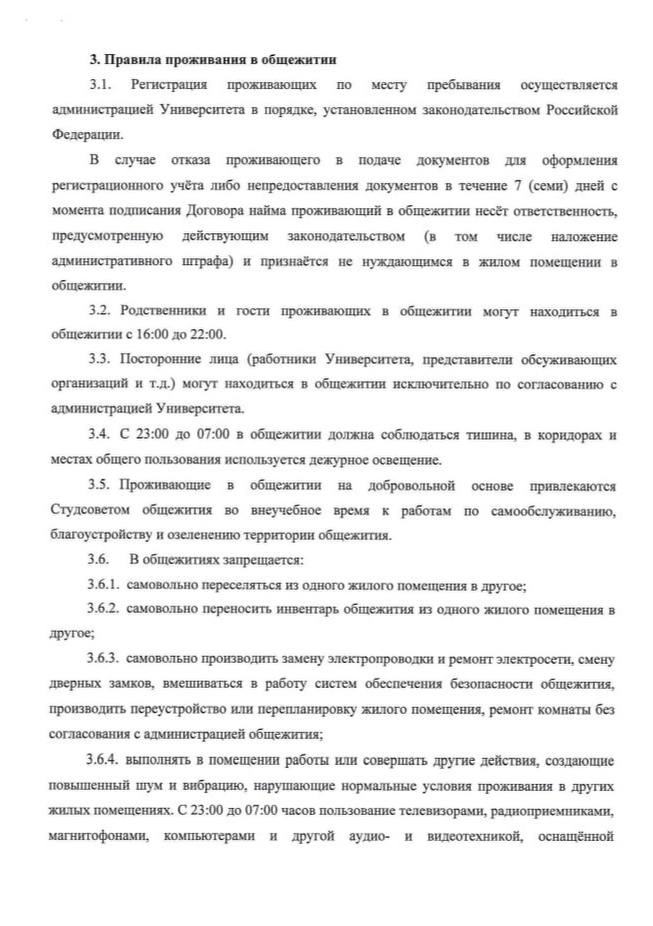 3. Правила проживания в общежитии
3.1. Регистрация проживающих по месту пребывания осуществляется
администрацией Университета в порядке, установленном законодательством Российской
Федерации.
В случае отказа проживающего в подаче документов для оформления
регистрационного учёта либо непредоставления документов в течение 7 (семи) дней с
момента подписания Договора найма проживающий в общежитии несёт ответственность,
предусмотренную действующим законодательством (в том числе наложение
административного штрафа) и признаётся не нуждающимся в жилом помещении в
общежитии.
3.2. Родственники и гости проживающих в общежитии могут находиться в
общежитии с 16:00 до 22:00.
3.3. Посторонние лица (работники Университета, представители обсуживающих
организаций и т.д.) могут находиться в общежитии исключительно по согласованию с
администрацией Университета.
3.4. С 23:00 до 07:00 в общежитии должна соблюдаться тишина, в коридорах и
местах общего пользования используется дежурное освещение.
3.5. Проживающие в общежитии на добровольной основе привлекаются
Студсоветом общежития во внеучебное время к работам по самообслуживанию,
благоустройству и озеленению территории общежития.
3.6. В общежитиях запрещается:
3.6.1. самовольно переселяться из одного жилого помещения в другое;
3.6.2. самовольно переносить инвентарь общежития из одного жилого помещения в
другое;
3.6.3. самовольно производить замену электропроводки и ремонт электросети, смену
дверных замков, вмешиваться в работу систем обеспечения безопасности общежития,
производить переустройство или перепланировку жилого помещения, ремонт комнаты без
согласования с администрацией общежития;
3.6.4. выполнять в помещении работы или совершать другие действия, создающие
повышенный шум и вибрацию, нарушающие нормальные условия проживания в других
жилых помещениях. С 23:00 до 07:00 часов пользование телевизорами, радиоприемниками,
магнитофонами, компьютерами и другой аудио- и видеотехникой, оснащённой